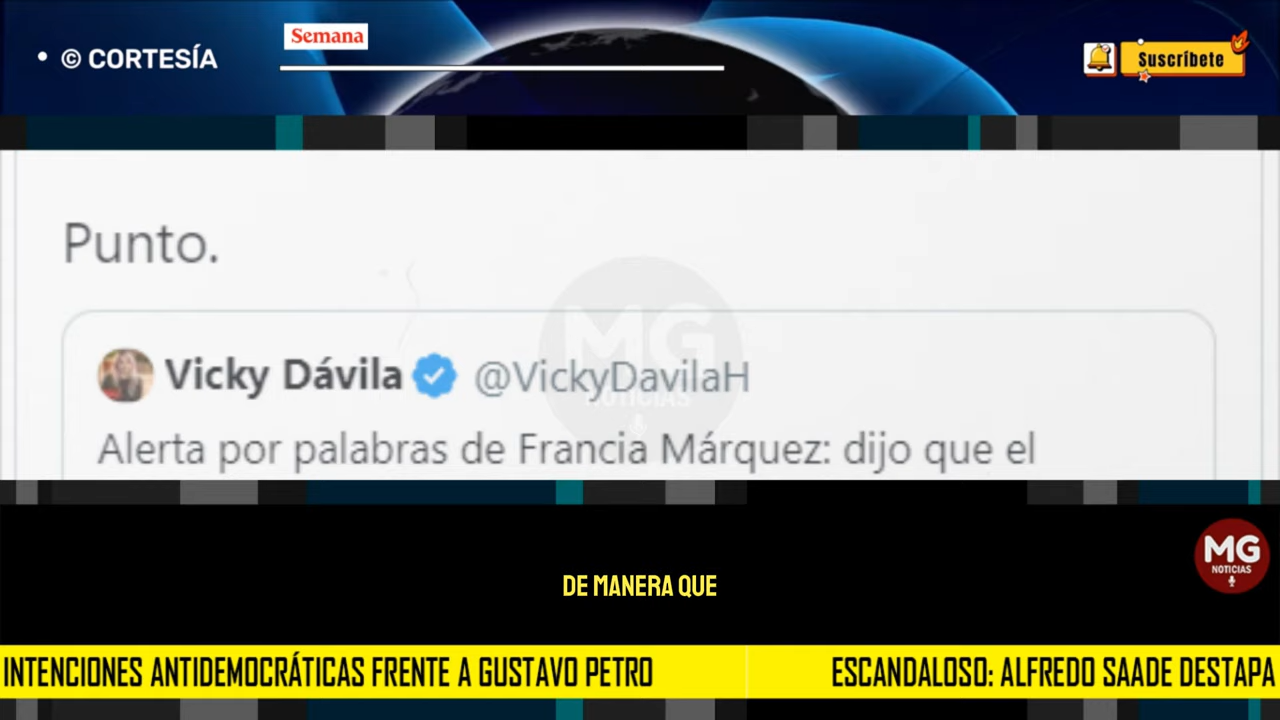 • © CORTESÍA
Semana
Suscríbete
Punto.
MG
NOTICIAS
Vicky Dávila @VickyDavilaH
Alerta por palabras de Francia Márquez: dijo que el
MG
NOTICIAS
DE MANERA QUE
INTENCIONES ANTIDEMOCRÁTICAS FRENTE A GUSTAVO PETRO ESCANDALOSO: ALFREDO SAADE DESTAPA